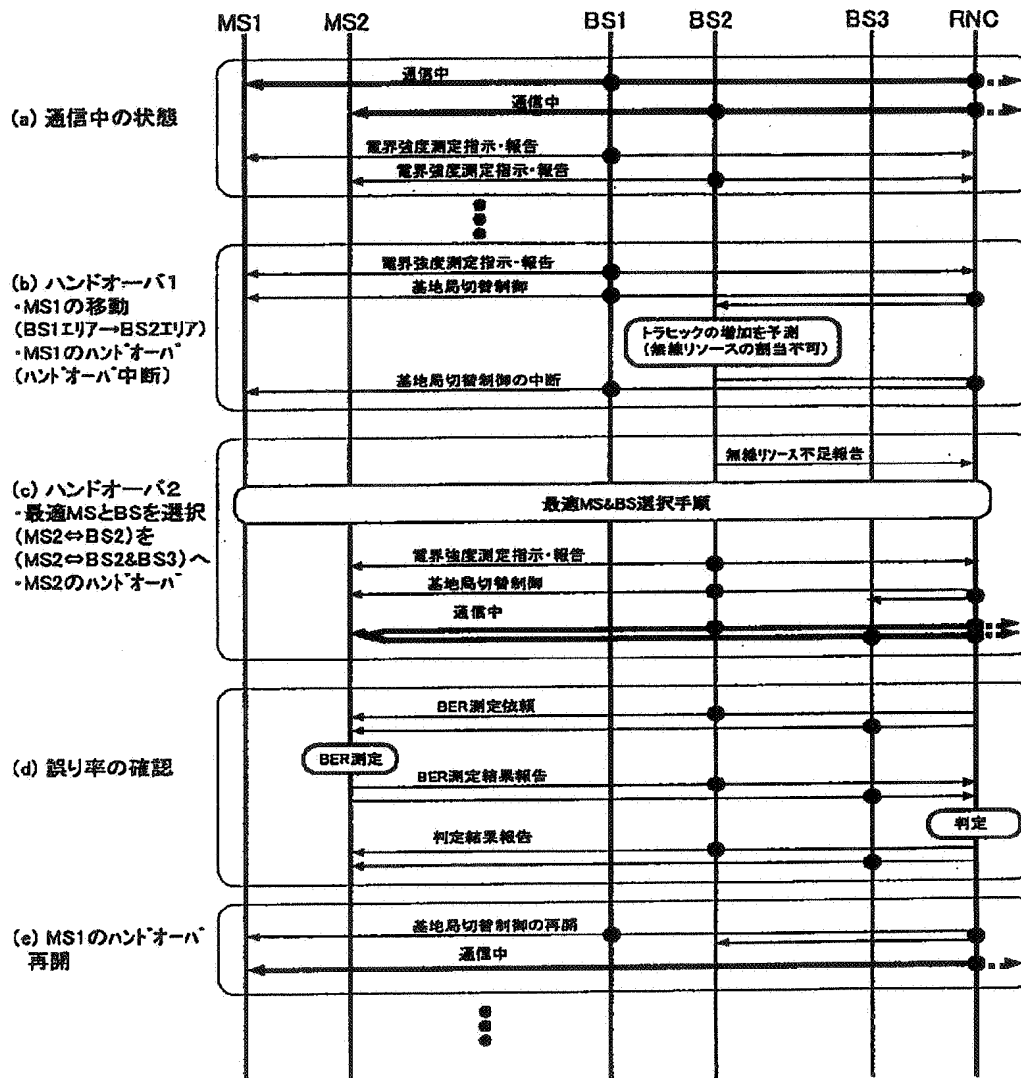 MS1 MS2 BS1 BS2 BS3 RNC
(a) 通信中の状態
通信中
通信中
電界強度測定指示・報告
電界強度測定指示・報告
(b) ハンドオーバ1
・MS1の移動
(BS1エリア→BS2エリア)
・MS1のハンドオーバ
(ハンドオーバ中断)
電界強度測定指示・報告
基地局切替制御
トラヒックの増加を予測
(無線リソースの割当不可)
基地局切替制御の中断
(c) ハンドオーバ2
・最適MSとBSを選択
(MS2⇔BS2)を
(MS2⇔BS2&BS3)へ
・MS2のハンドオーバ
無線リソース不足報告
最適MS&BS選択手順
電界強度測定指示・報告
基地局切替制御
通信中
(d) 誤り率の確認
BER測定依頼
BER測定
BER測定結果報告
判定
判定結果報告
(e) MS1のハンドオーバ
再開
基地局切替制御の再開
通信中